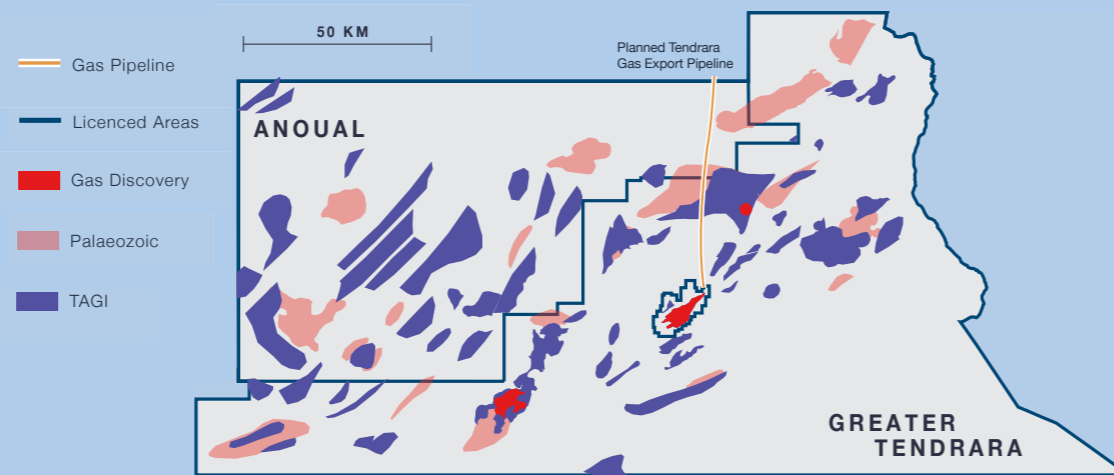 50 KM
Planned Tendrara
Gas Export Pipeline
Gas Pipeline
Licenced Areas
ANOUAL
Gas Discovery
Palaeozoic
TAGI
GREATER
TENDRARA